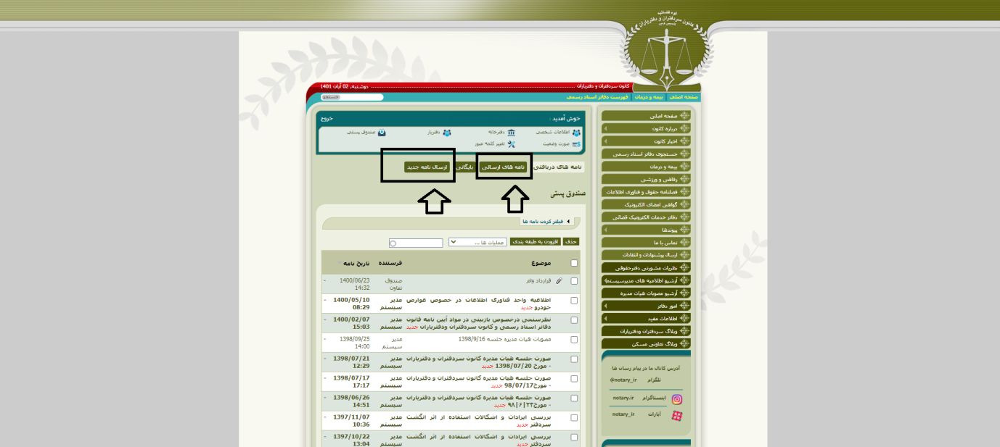 قوه قضائیه
کانون سردفتران و دفتریاران
کانون سردفتران و دفتریاران
دوشنبه, 02 آبان 1401
صفحه اصلی
بیمه و درمان
فهرست دفاتر اسناد رسمی
جستجو
صفحه اصلی
درباره کانون
اخبار کانون
جستجوی دفاتر اسناد رسمی
بیمه و درمان
رفاهی و ورزشی
فصلنامه حقوق و فناوری اطلاعات
گواهی امضای الکترونیک
دفاتر خدمات الکترونیک قضائی
پیوندها
تماس با ما
ارسال پیشنهادات و انتقادات
نظریات مشورتی دفترحقوقی
آرشیو اطلاعیه های مدیرسیستم
آرشیو مصوبات هیات مدیره
امور دفاتر
اطلاعات مفید
وبلاگ سردفتران ودفتریاران
وبلاگ تعاونی مسکن
آدرس کانال ما در پیام رسان ها
تلگرام @notary_ir
اینستاگرام notary.ir
آپارات notary_ir
خوش آمدید :
خروج
اطلاعات شخصی
دفترخانه
دفتریار
صندوق پستی
صورت وضعیت
تغییر کلمه عبور
نامه های دریافتی
نامه های ارسالی
بایگانی
ارسال نامه جدید
صندوق پستی
فیلتر کردن نامه ها
حذف
افزودن به طبقه بندی
عملیات ها ...
موضوع فرستنده تاریخ نامه
قرارداد وام صندوق 1400/06/23 -
تعاون 14:32
اطلاعیه واحد فناوری اطلاعات در خصوص عوارض مدیر 1400/05/10 -
خودرو جدید سیستم 08:29
نظرسنجی درخصوص بازبینی در مواد آیین نامه قانون مدیر 1400/02/07 -
دفاتر اسناد رسمی و کانون سردفتران ودفتریاران جدید سیستم 15:03
مصوبات هیات مدیره جلسه 1398/9/16 مدیر 1398/09/25 -
سیستم 14:00
صورت جلسه هیات مدیره کانون سردفتران و دفتریاران مدیر 1398/07/21 -
- مورخ 1398/07/20 جدید سیستم 12:29
صورت جلسه هیات مدیره کانون سردفتران و دفتریاران مدیر 1398/07/17 -
- مورخ98/07/17 جدید سیستم 17:17
صورت جلسه هیات مدیره کانون سردفتران و دفتریاران مدیر 1398/06/26 -
- مورخ۲۳|۶|۹۸ جدید سیستم 14:51
بررسی ایرادات و اشکالات استفاده از اثر انگشت مدیر 1397/11/07 -
سردفتر جدید سیستم 10:36
بررسی ایرادات و اشکالات استفاده از اثر انگشت مدیر 1397/10/22 -
سردفتر جدید سیستم 13:04